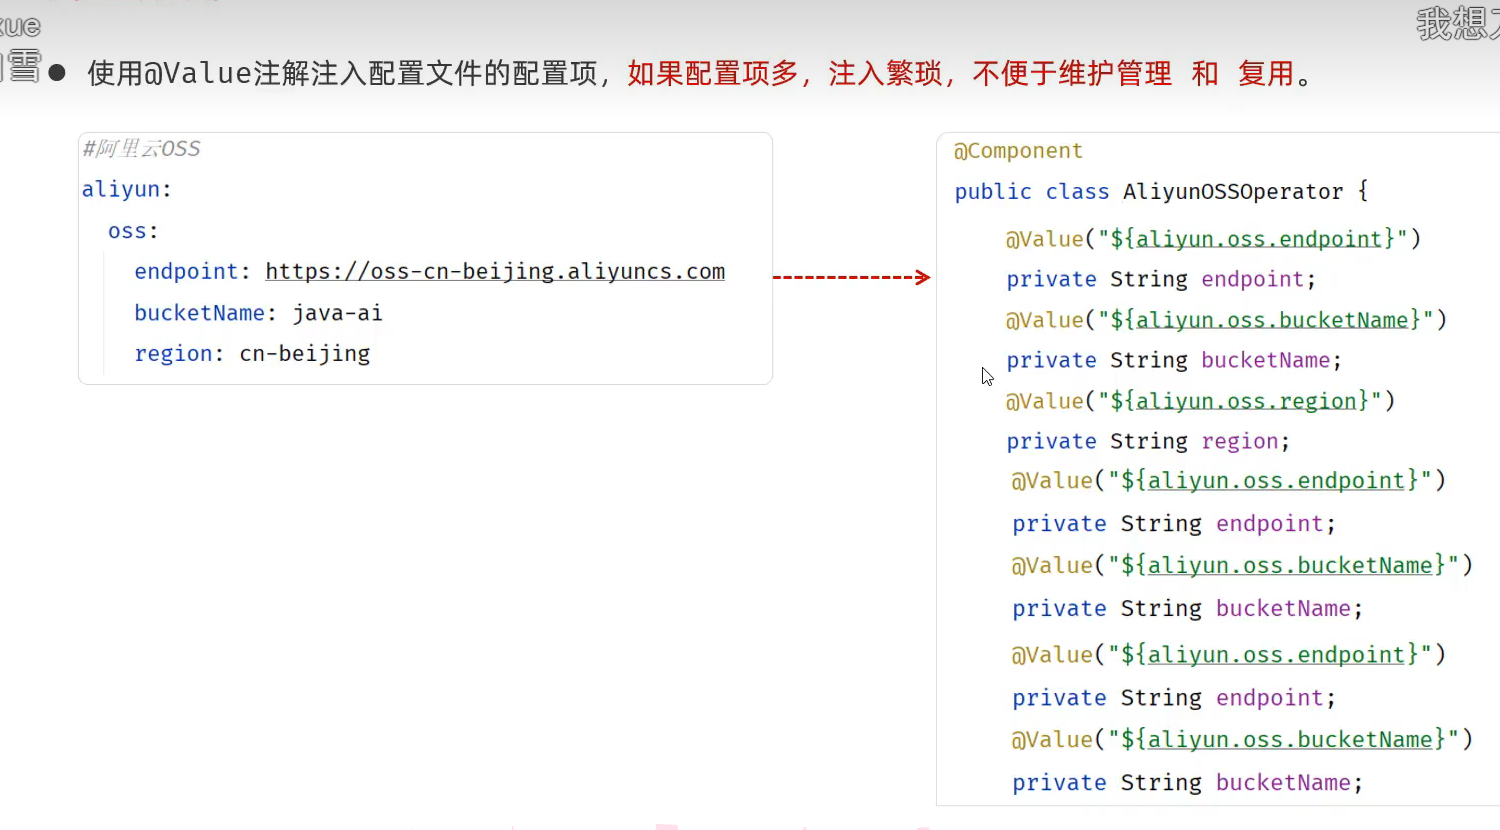 ● 使用@Value注解注入配置文件的配置项，如果配置项多，注入繁琐，不便于维护管理 和 复用。
#阿里云OSS
aliyun:
oss:
endpoint: https://oss-cn-beijing.aliyuncs.com
bucketName: java-ai
region: cn-beijing
@Component
public class AliyunOSSOperator {
@Value("${aliyun.oss.endpoint}")
private String endpoint;
@Value("${aliyun.oss.bucketName}")
private String bucketName;
@Value("${aliyun.oss.region}")
private String region;
@Value("${aliyun.oss.endpoint}")
private String endpoint;
@Value("${aliyun.oss.bucketName}")
private String bucketName;
@Value("${aliyun.oss.endpoint}")
private String endpoint;
@Value("${aliyun.oss.bucketName}")
private String bucketName;
我想
雪